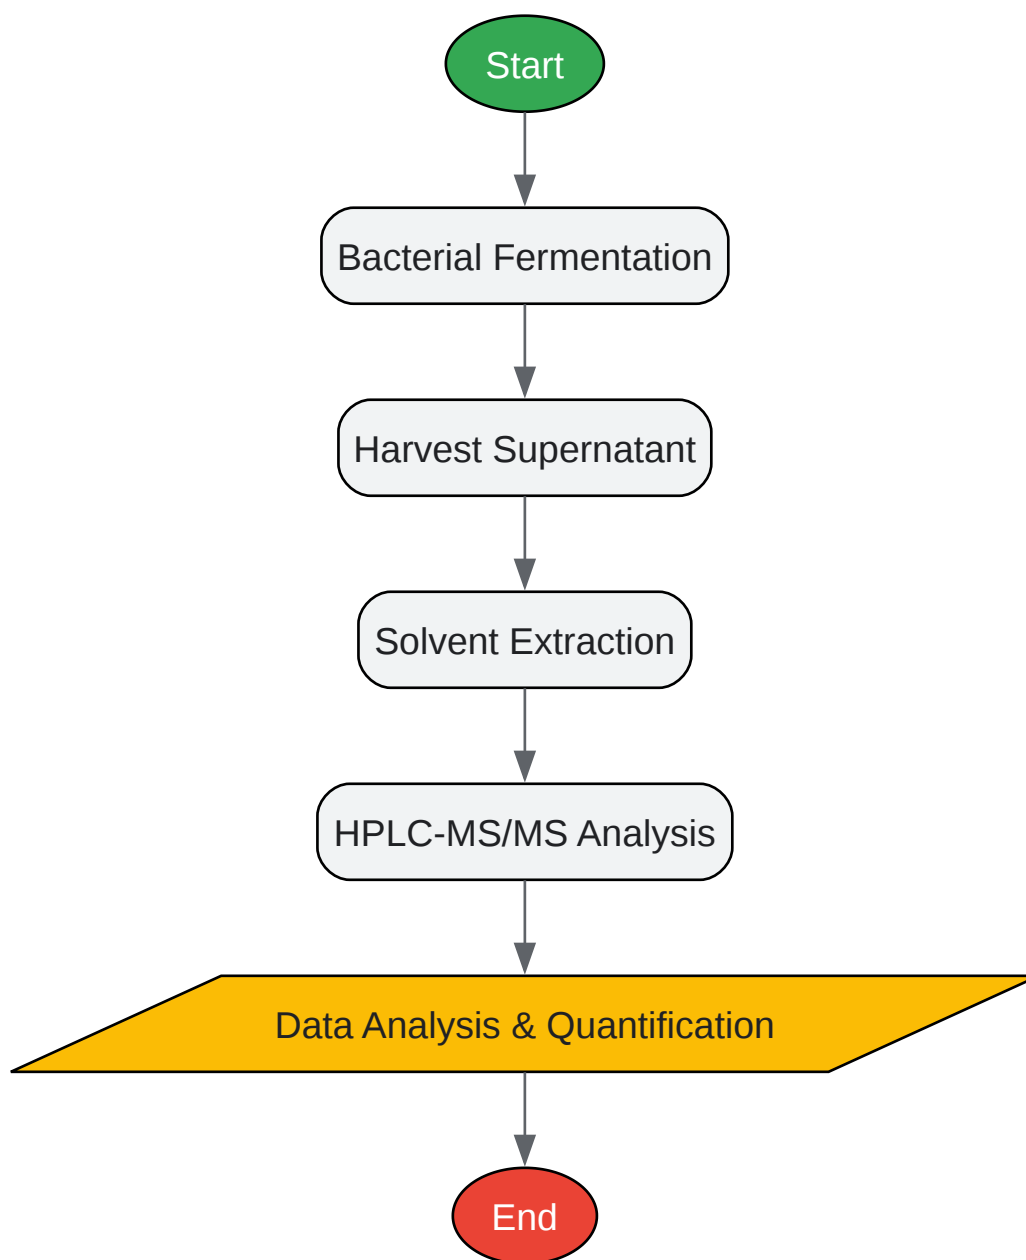 Start
Bacterial Fermentation
Harvest Supernatant
Solvent Extraction
HPLC-MS/MS Analysis
Data Analysis & Quantification
End